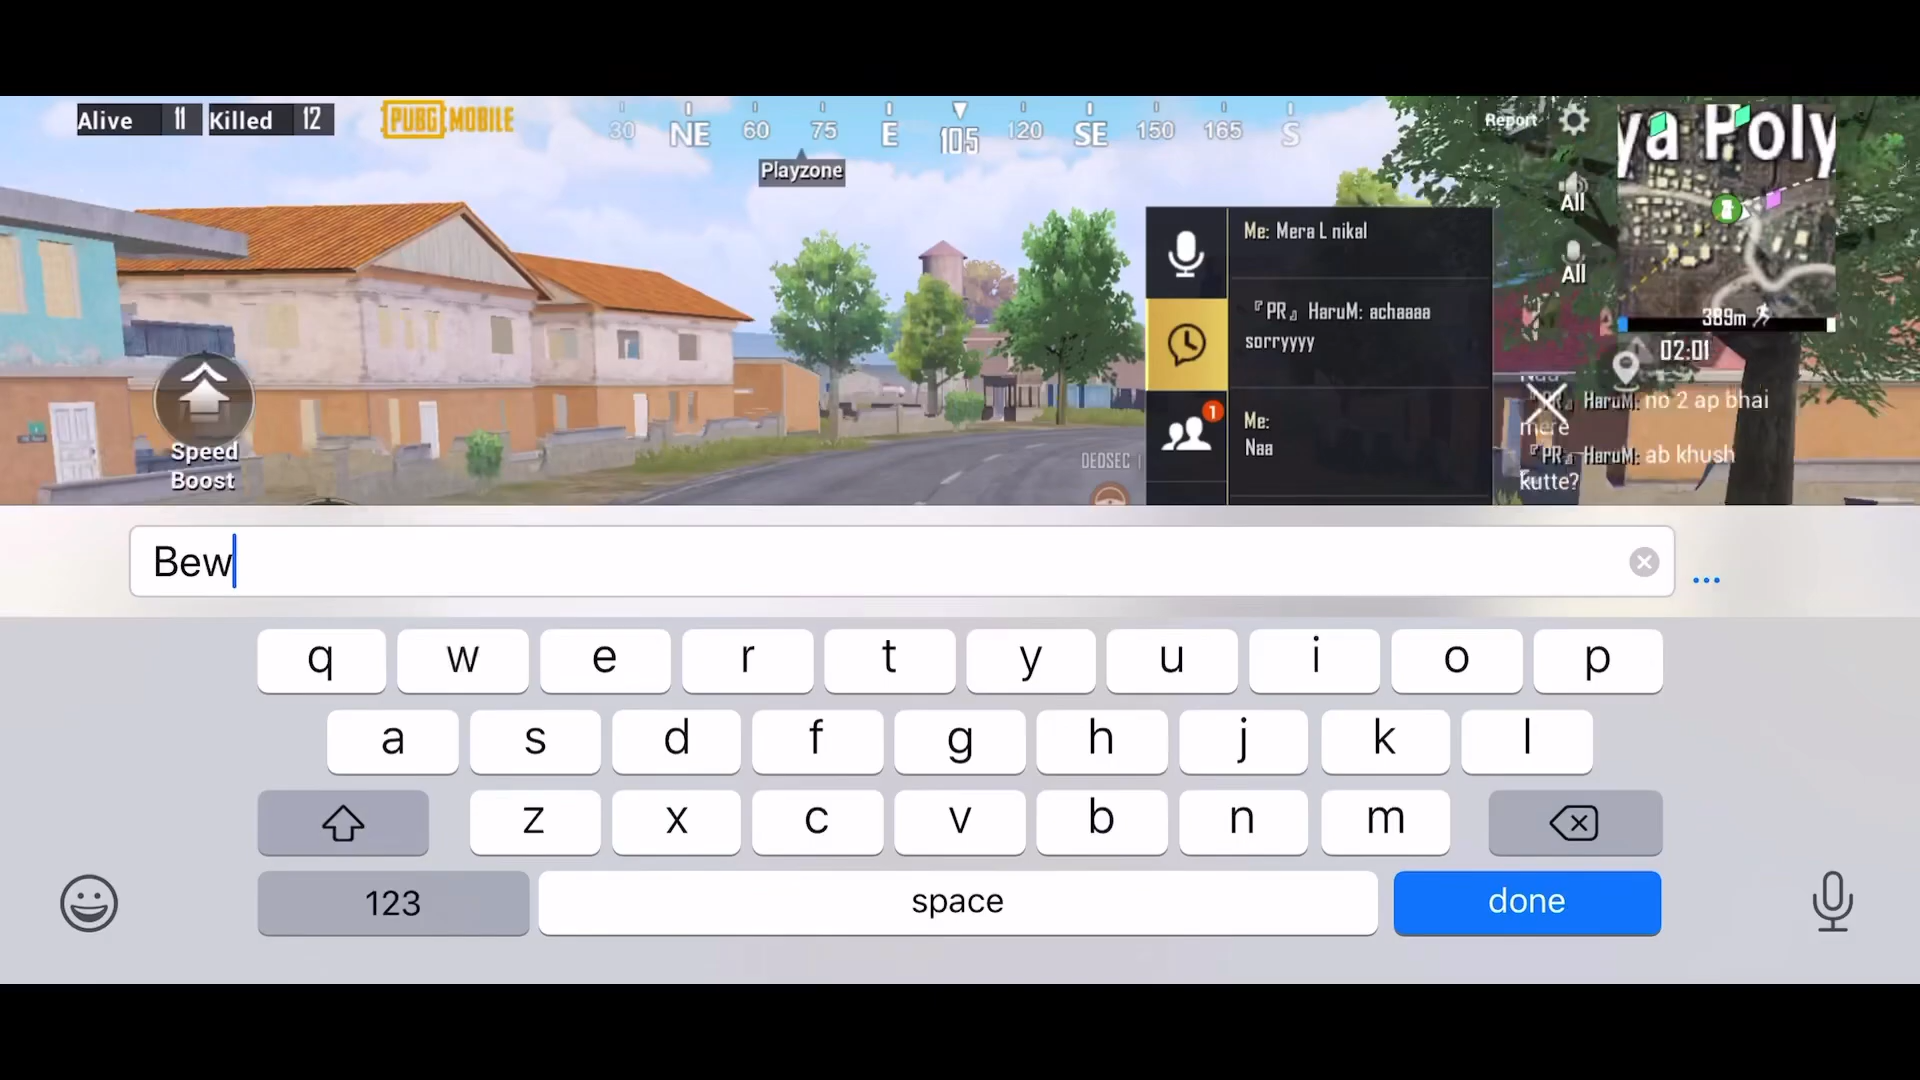 Alive 11 Killed 12
PUBG MOBILE
30 NE 60 75 E 105 120 SE 150 165 S
Playzone
Report
ya Poly
All
All
389m
02:01
Me: Mera L nikal
『PR』 HaruM: achaaaa
sorryyyy
Me:
Naa
1
HaruM: no 2 ap bhai
mere
『PR』 HaruM: ab khush
kutte?
Speed
Boost
DEOSEC
Bew
...
q w e r t y u i o p
a s d f g h j k l
z x c v b n m
123 space done